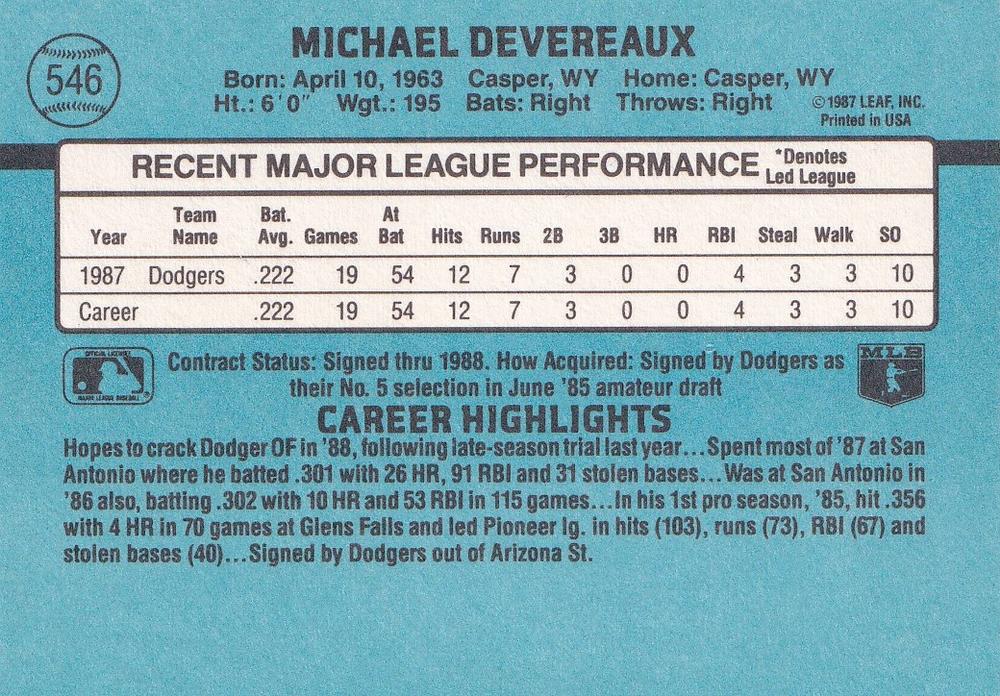 546
MICHAEL DEVEREAUX
Born: April 10, 1963 Casper, WY Home: Casper, WY
Ht.: 6'0" Wgt.: 195 Bats: Right Throws: Right
©1987 LEAF, INC.
Printed in USA
RECENT MAJOR LEAGUE PERFORMANCE *Denotes Led League
Year Team Name Bat. Avg. Games At Bat Hits Runs 2B 3B HR RBI Steal Walk SO
1987 Dodgers .222 19 54 12 7 3 0 0 4 3 3 10
Career .222 19 54 12 7 3 0 0 4 3 3 10
OFFICIAL LICENSEE
MAJOR LEAGUE BASEBALL
MLB
Contract Status: Signed thru 1988. How Acquired: Signed by Dodgers as
their No. 5 selection in June '85 amateur draft
CAREER HIGHLIGHTS
Hopes to crack Dodger OF in '88, following late-season trial last year...Spent most of '87 at San
Antonio where he batted .301 with 26 HR, 91 RBI and 31 stolen bases...Was at San Antonio in
'86 also, batting .302 with 10 HR and 53 RBI in 115 games...In his 1st pro season, '85, hit .356
with 4 HR in 70 games at Glens Falls and led Pioneer lg. in hits (103), runs (73), RBI (67) and
stolen bases (40)...Signed by Dodgers out of Arizona St.